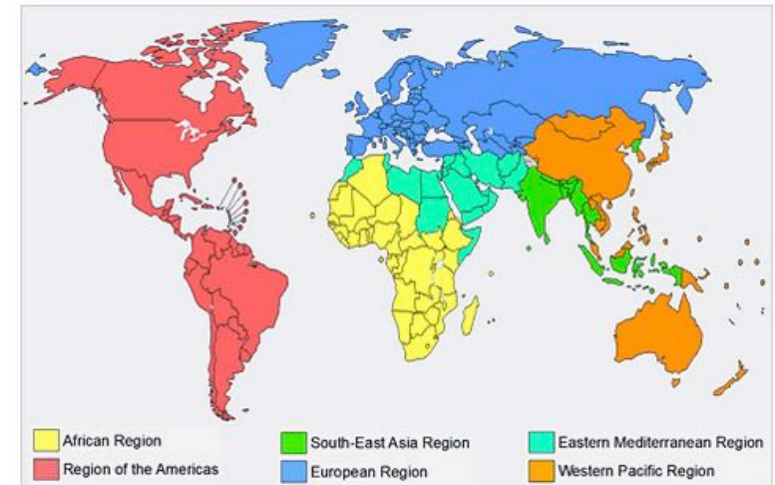 African Region
South-East Asia Region
Eastern Mediterranean Region
Region of the Americas
European Region
Western Pacific Region